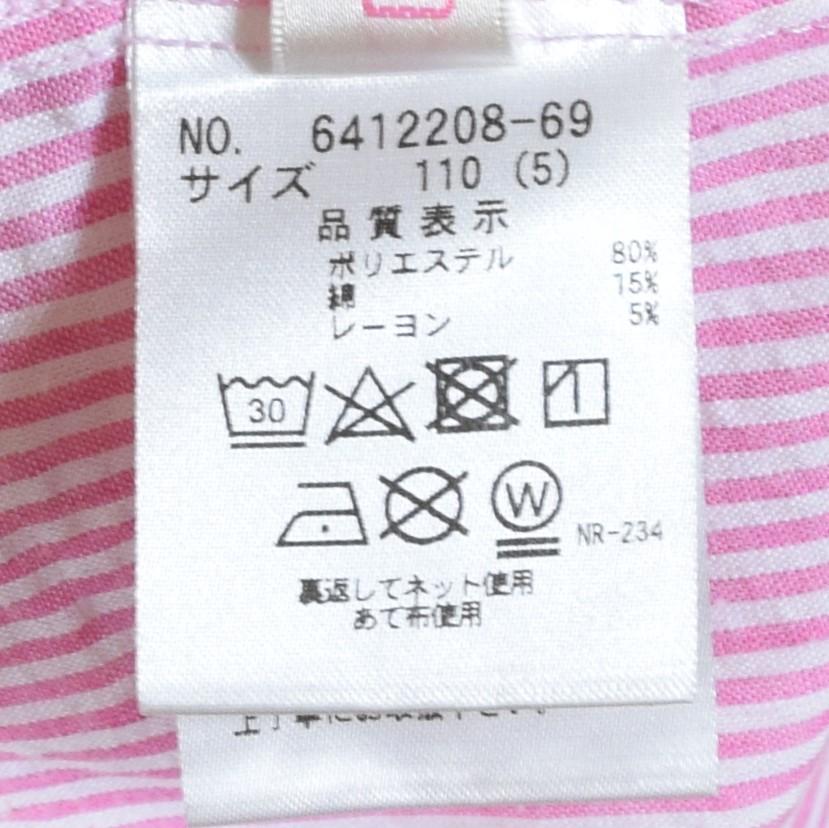 NO. 6412208-69
サイズ 110 (5)
品質表示
ポリエステル 80%
綿 15%
レーヨン 5%
30
W NR-234
裏返してネット使用
あて布使用